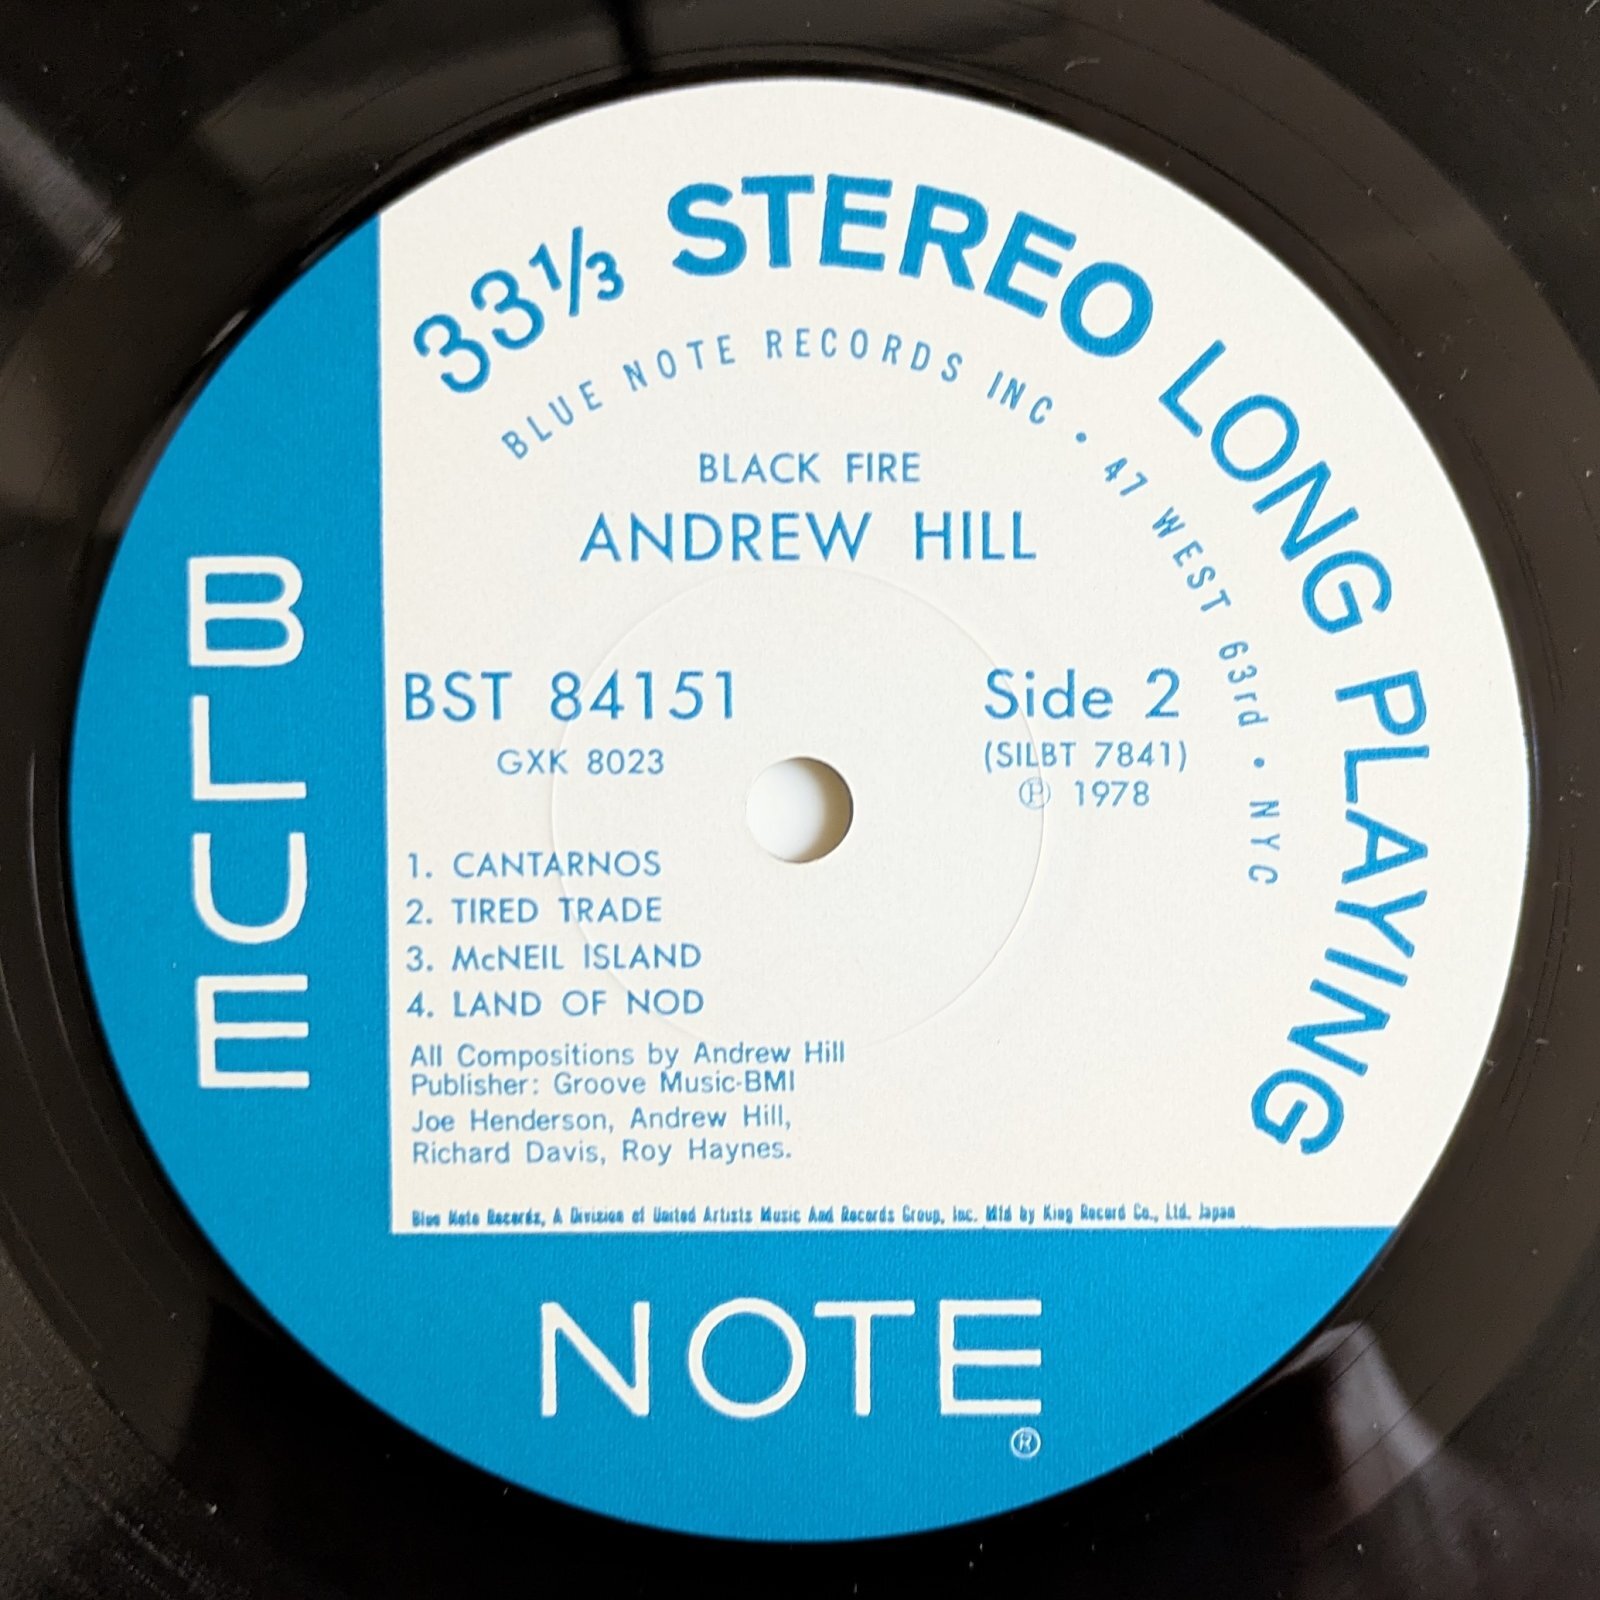 33⅓ STEREO LONG PLAYING
BLUE NOTE RECORDS INC • 47 WEST 63rd • NYC
BLACK FIRE
ANDREW HILL
BST 84151 Side 2
GXK 8023 (SILBT 7841)
Ⓟ 1978
1. CANTARNOS
2. TIRED TRADE
3. McNEIL ISLAND
4. LAND OF NOD
All Compositions by Andrew Hill
Publisher: Groove Music-BMI
Joe Henderson, Andrew Hill,
Richard Davis, Roy Haynes.
Blue Note Records, A Division of United Artists Music And Records Group, Inc. Mfd by King Record Co., Ltd. Japan
BLUE
NOTE®